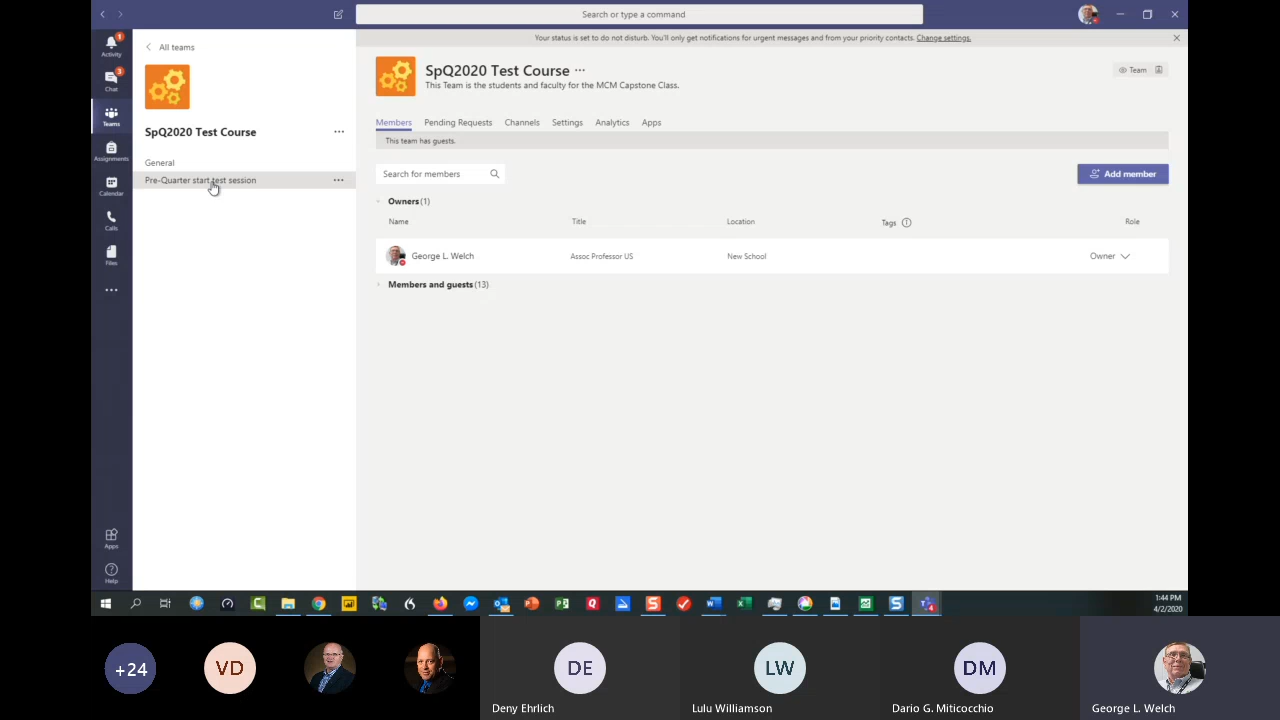 Search or type a command
Your status is set to do not disturb. You'll only get notifications for urgent messages and from your priority contacts. Change settings.
1
Activity
3
Chat
Teams
Assignments
Calendar
Calls
Files
Apps
Help
All teams
SpQ2020 Test Course
General
Pre-Quarter start test session
SpQ2020 Test Course
This Team is the students and faculty for the MCM Capstone Class.
Team
Members Pending Requests Channels Settings Analytics Apps
This team has guests.
Search for members
Add member
Owners (1)
Name Title Location Tags Role
George L. Welch Assoc Professor US New School Owner
Members and guests (13)
1:44 PM
4/2/2020
+24
VD
DE
LW
DM
Deny Ehrlich
Lulu Williamson
Dario G. Miticocchio
George L. Welch